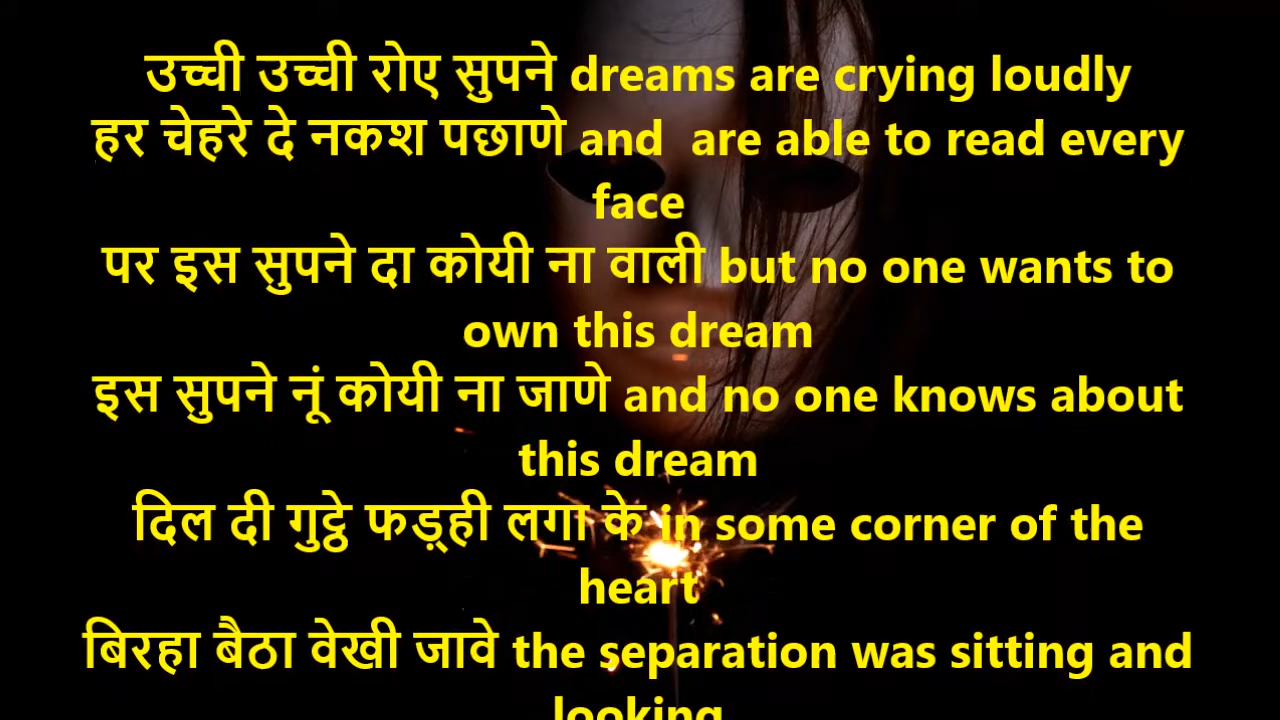 उच्ची उच्ची रोए सुपने dreams are crying loudly
हर चेहरे दे नकश पछाणे and  are able to read every
face
पर इस सुपने दा कोयी ना वाली but no one wants to
own this dream
इस सुपने नूं कोयी ना जाणे and no one knows about
this dream
दिल दी गुट्ठे फड़्ही लगा के in some corner of the
heart
बिरहा बैठा वेखी जावे the separation was sitting and
looking